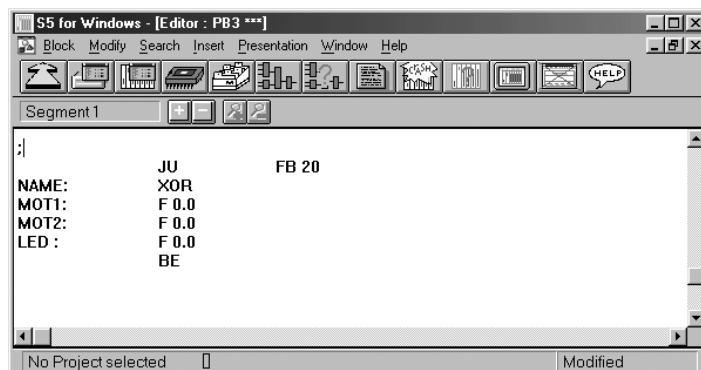 S5 for Windows - [Editor : PB3 ***]
Block Modify Search Insert Presentation Window Help
CRASH HELP
Segment 1
;
JU FB 20
NAME: XOR
MOT1: F 0.0
MOT2: F 0.0
LED : F 0.0
BE
No Project selected Modified